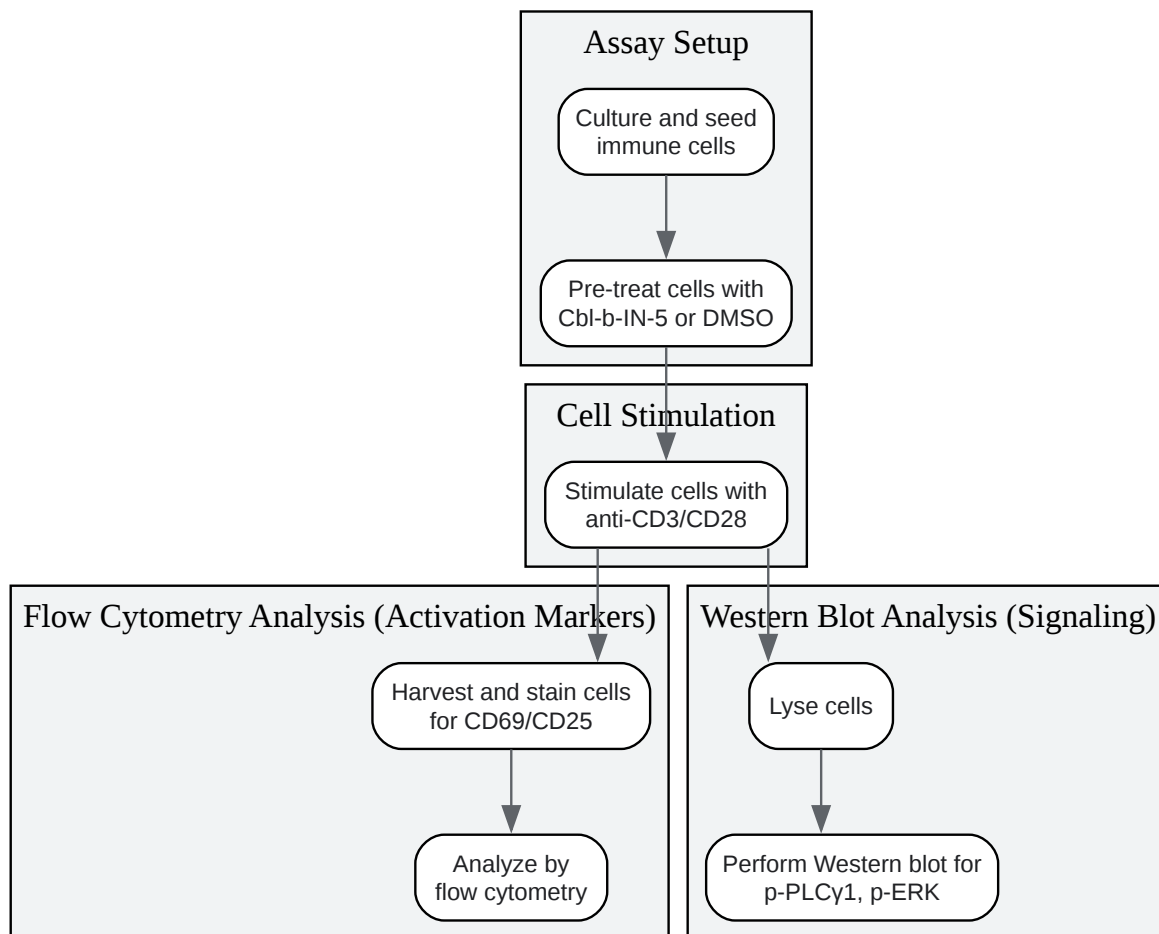 Assay Setup
Culture and seed
immune cells
Pre-treat cells with
Cbl-b-IN-5 or DMSO
Cell Stimulation
Stimulate cells with
anti-CD3/CD28
Flow Cytometry Analysis (Activation Markers)
Harvest and stain cells
for CD69/CD25
Analyze by
flow cytometry
Western Blot Analysis (Signaling)
Lyse cells
Perform Western blot for
p-PLCγ1, p-ERK